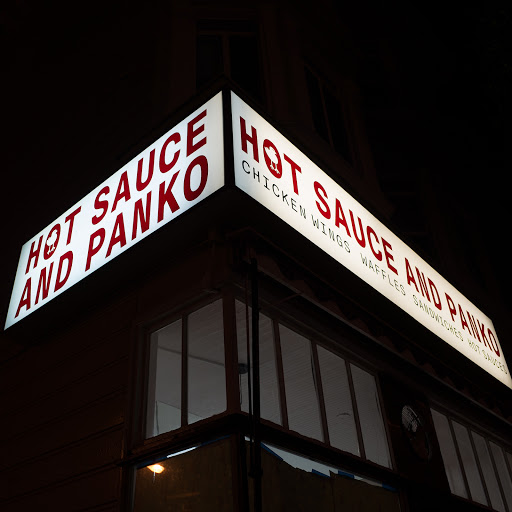 HOT SAUCE
AND PANKO
HOT SAUCE AND PANKO
CHICKEN WINGS WAFFLES SANDWICHES HOT SAUCES